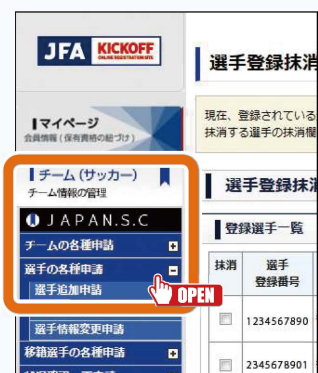 JFA KICKOFF
ONLINE REGISTRATION SITE
マイページ
会員情報(保有資格の紐づけ)
チーム(サッカー)
チーム情報の管理
JAPAN.S.C
チームの各種申請
選手の各種申請
選手追加申請
OPEN
選手情報変更申請
移籍選手の各種申請
選手登録抹消
現在、登録されている
抹消する選手の抹消欄
選手登録抹消
登録選手一覧
抹消 選手
登録番号
1234567890
2345678901